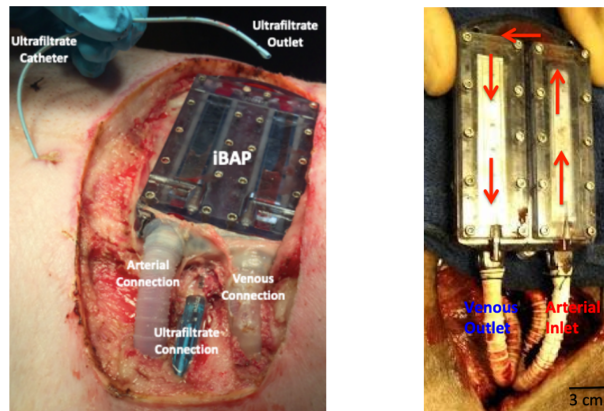 Ultrafiltrate
Outlet
Ultrafiltrate
Catheter
iBAP
Arterial
Connection
Venous
Connection
Ultrafiltrate
Connection
Venous
Outlet
Arterial
Inlet
3 cm